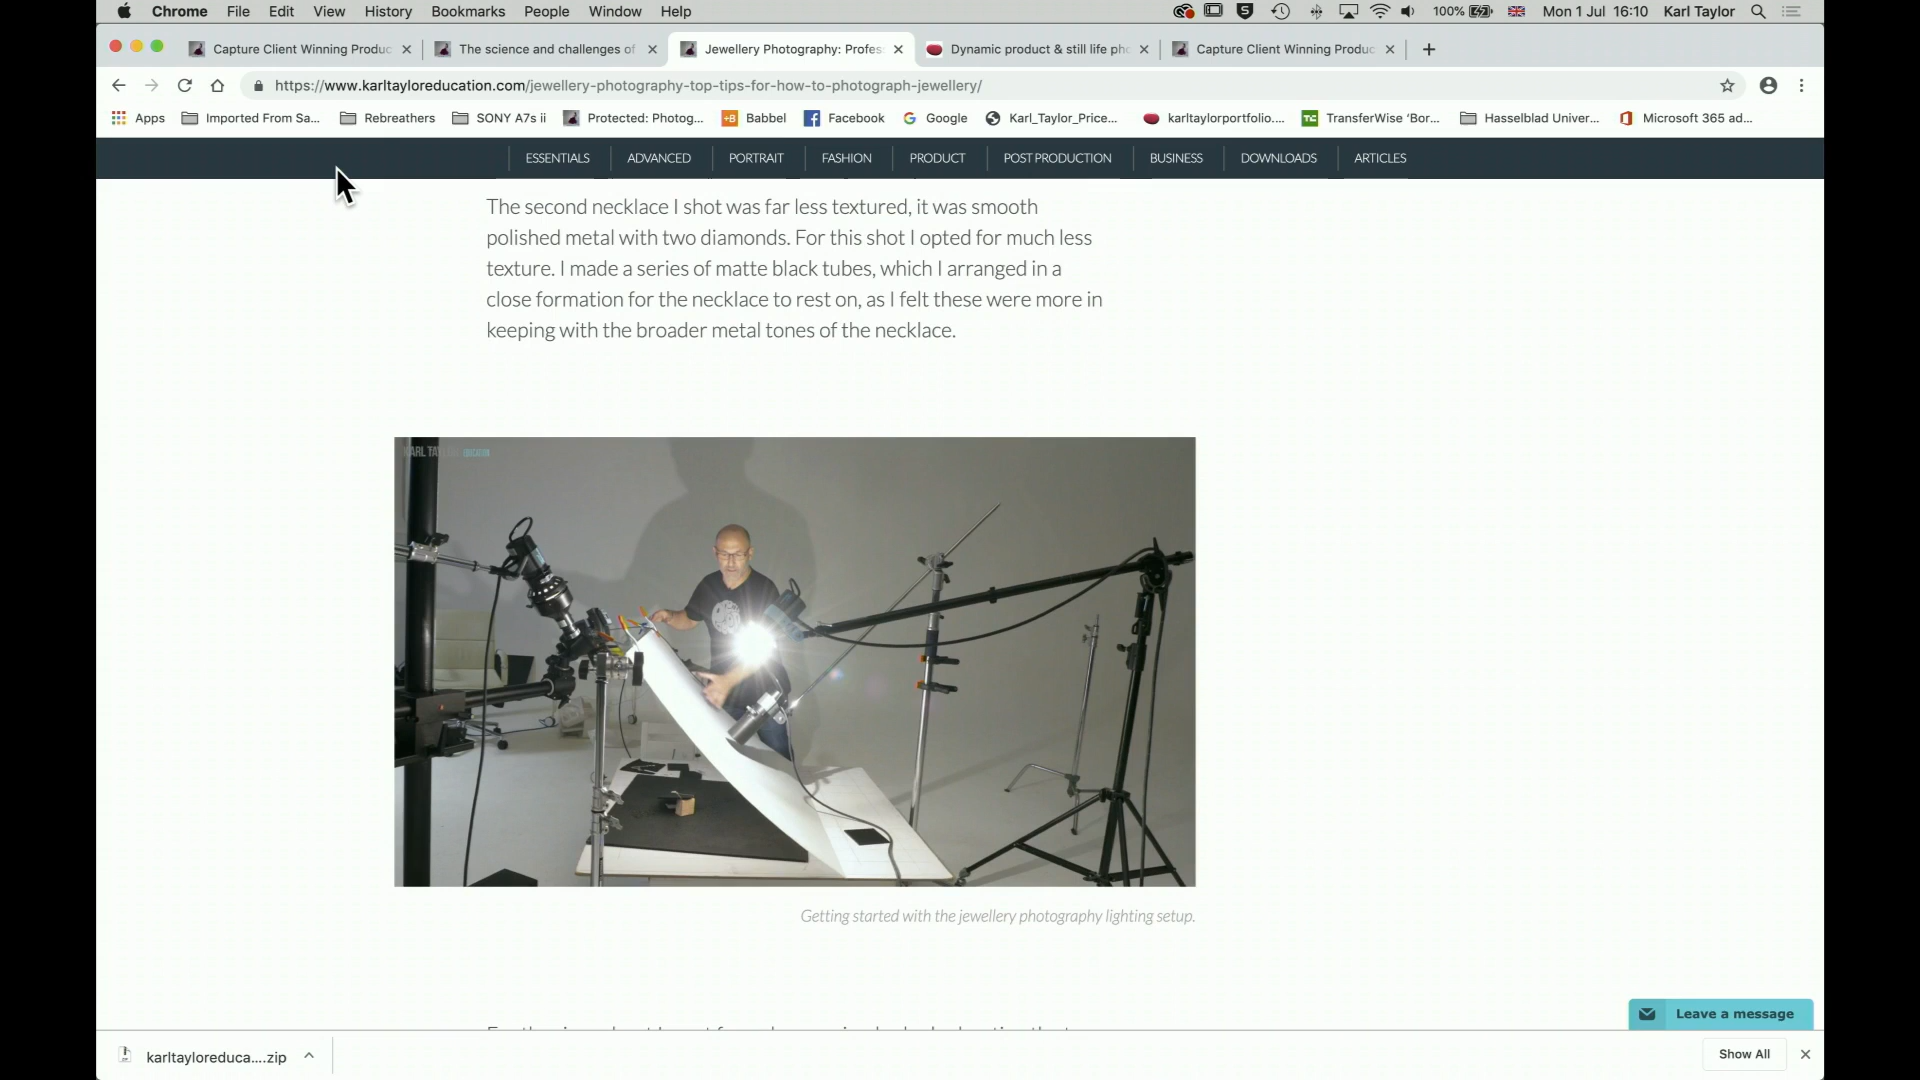 Chrome File Edit View History Bookmarks People Window Help
100% Mon 1 Jul 16:10 Karl Taylor
Capture Client Winning Produc
The science and challenges of
Jewellery Photography: Profes
Dynamic product & still life pho
Capture Client Winning Produc
https://www.karltayloreducation.com/jewellery-photography-top-tips-for-how-to-photograph-jewellery/
Apps Imported From Sa... Rebreathers SONY A7s ii Protected: Photog... Babbel Facebook Google Karl_Taylor_Price... karltaylorportfolio.... TransferWise ‘Bor... Hasselblad Univer... Microsoft 365 ad...
ESSENTIALS ADVANCED PORTRAIT FASHION PRODUCT POST PRODUCTION BUSINESS DOWNLOADS ARTICLES
The second necklace I shot was far less textured, it was smooth
polished metal with two diamonds. For this shot I opted for much less
texture. I made a series of matte black tubes, which I arranged in a
close formation for the necklace to rest on, as I felt these were more in
keeping with the broader metal tones of the necklace.
Getting started with the jewellery photography lighting setup.
Leave a message
karltayloreduca....zip
Show All